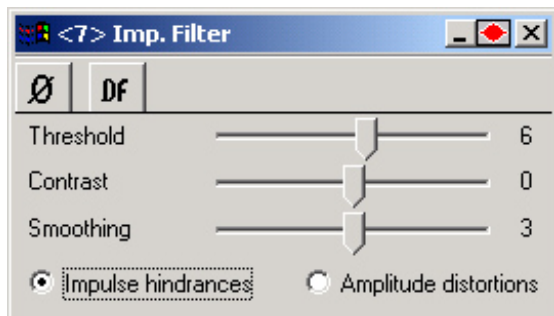 <7> Imp. Filter
Ø DF
Threshold 6
Contrast 0
Smoothing 3
Impulse hindrances Amplitude distortions